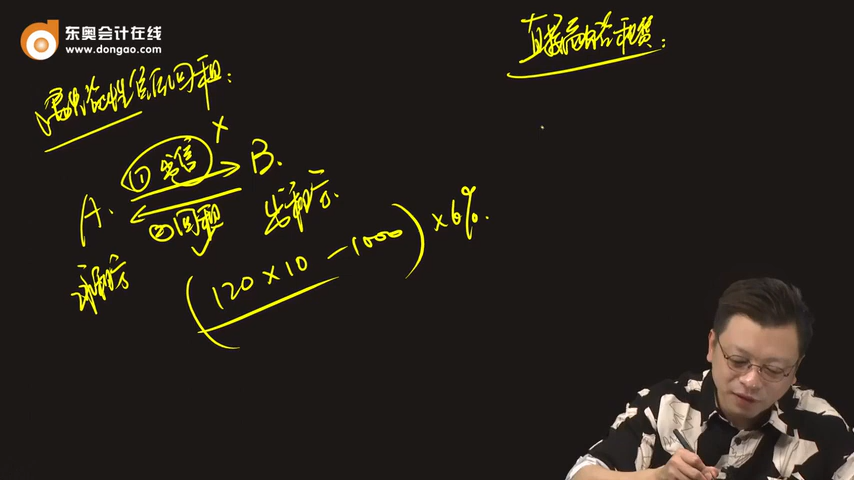 东奥会计在线
www.dongao.com
直接融资租赁:
融资性售后回租:
① 出售 ×
A. B.
② 回租 ✓
出租方
承租方
(120×10-1000)×6%.